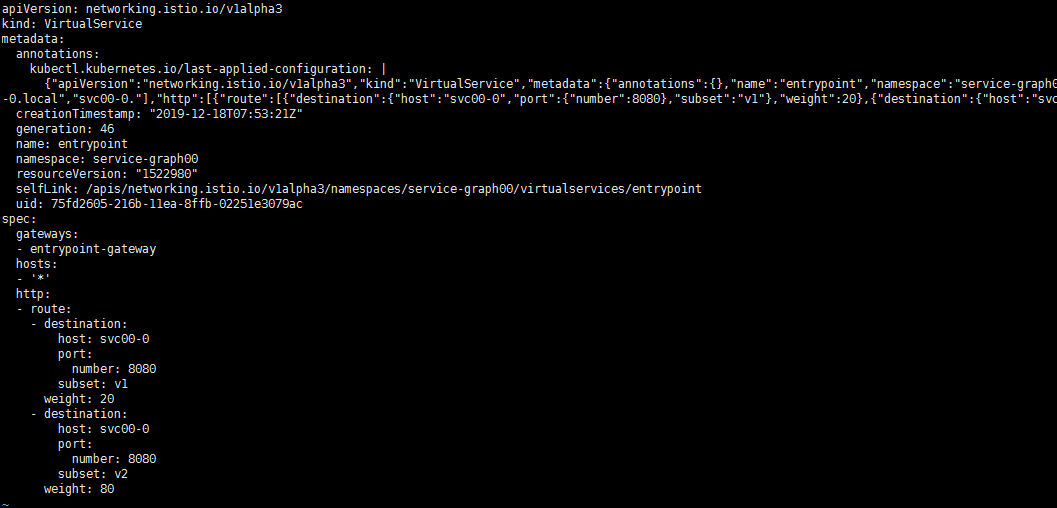 apiVersion: networking.istio.io/v1alpha3
kind: VirtualService
metadata:
  annotations:
    kubectl.kubernetes.io/last-applied-configuration: |
      {"apiVersion":"networking.istio.io/v1alpha3","kind":"VirtualService","metadata":{"annotations":{},"name":"entrypoint","namespace":"service-graph0
-0.local","svc00-0."],"http":[{"route":[{"destination":{"host":"svc00-0","port":{"number":8080},"subset":"v1"},"weight":20},{"destination":{"host":"svc
  creationTimestamp: "2019-12-18T07:53:21Z"
  generation: 46
  name: entrypoint
  namespace: service-graph00
  resourceVersion: "1522980"
  selfLink: /apis/networking.istio.io/v1alpha3/namespaces/service-graph00/virtualservices/entrypoint
  uid: 75fd2605-216b-11ea-8ffb-02251e3079ac
spec:
  gateways:
  - entrypoint-gateway
  hosts:
  - '*'
  http:
  - route:
    - destination:
        host: svc00-0
        port:
          number: 8080
        subset: v1
      weight: 20
    - destination:
        host: svc00-0
        port:
          number: 8080
        subset: v2
      weight: 80
~